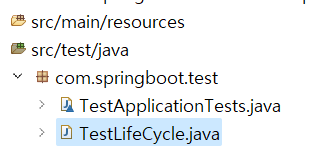 src/main/resources
src/test/java
com.springboot.test
TestApplicationTests.java
TestLifeCycle.java